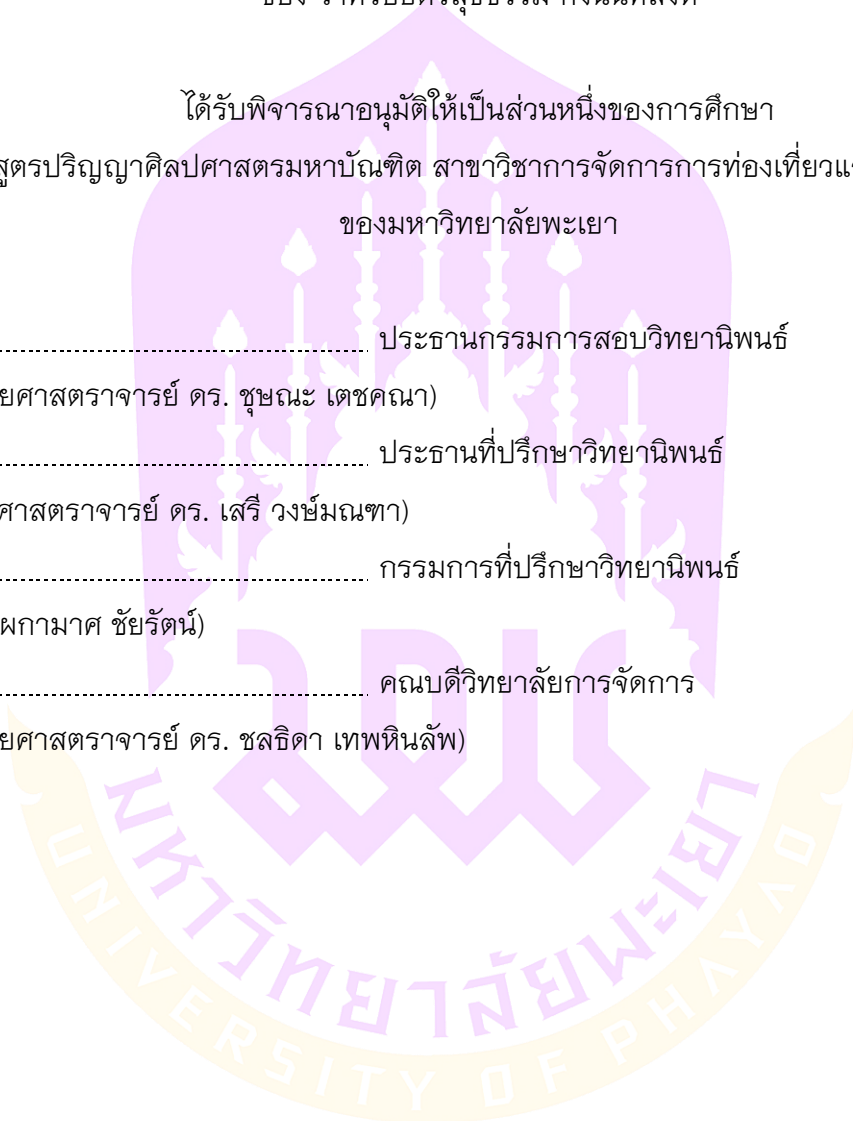 ได้รับพิจารณาอนุมัติให้เป็นส่วนหนึ่งของการศึกษา
สูตรปริญญาศิลปศาสตรมหาบัณฑิต สาขาวิชาการจัดการการท่องเที่ยวแ
ของมหาวิทยาลัยพะเยา
ประธานกรรมการสอบวิทยานิพนธ์
ยศาสตราจารย์ ดร. ชุษณะ เตชคณา)
ประธานที่ปรึกษาวิทยานิพนธ์
ศาสตราจารย์ ดร. เสรี วงษ์มณฑา)
กรรมการที่ปรึกษาวิทยานิพนธ์
ผกามาศ ชัยรัตน์)
คณบดีวิทยาลัยการจัดการ
ยศาสตราจารย์ ดร. ชลธิดา เทพหินลัพ)
มหาวิทยาลัยพะเยา
UNIVERSITY OF PHAYAO